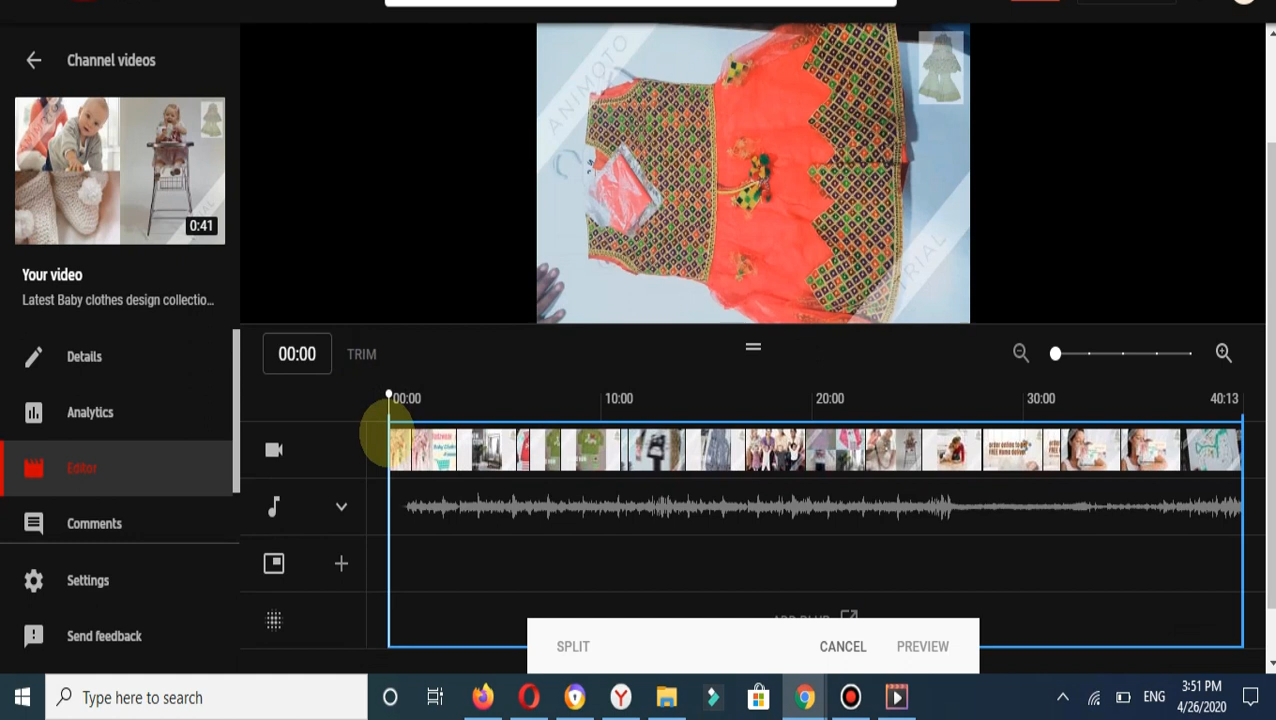 Channel videos
ANIMOTO
TRIAL
0:41
Your video
Latest Baby clothes design collectio...
Details
Analytics
Editor
Comments
Settings
Send feedback
00:00
TRIM
00:00
10:00
20:00
30:00
40:13
SPLIT
CANCEL
PREVIEW
Type here to search
ENG
3:51 PM
4/26/2020